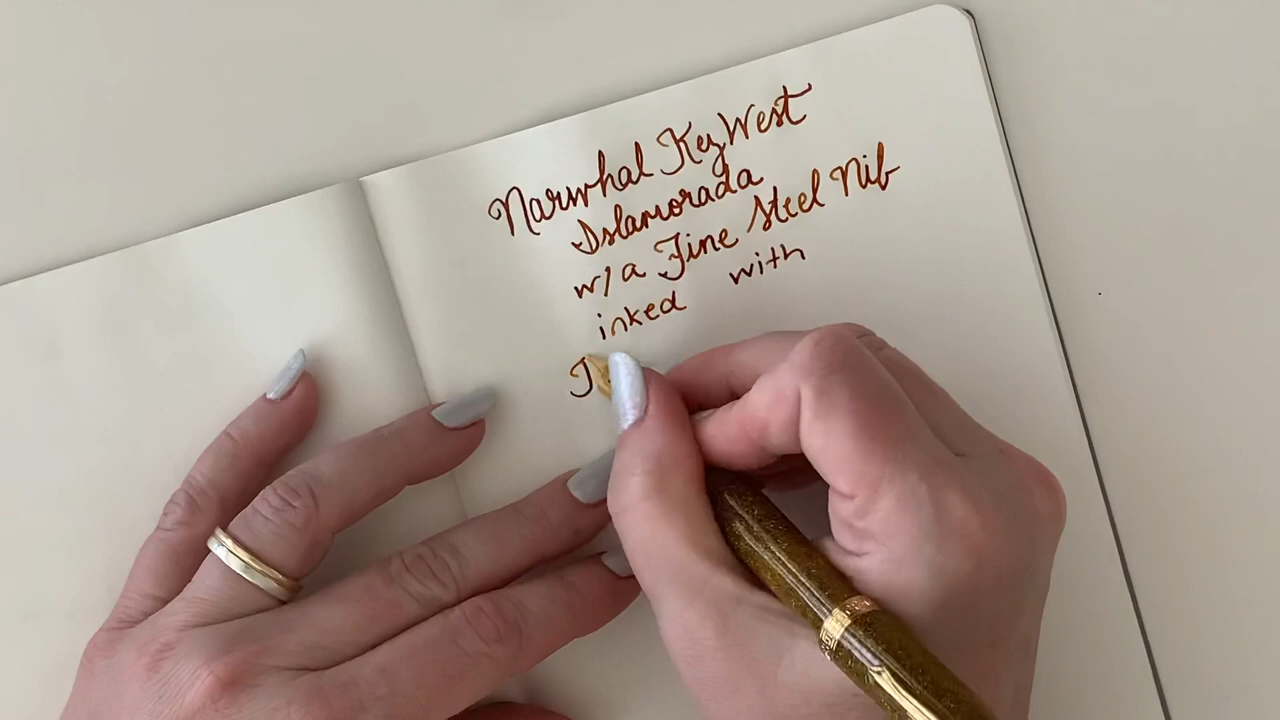 Narwhal Key West
Islamorada
w/a Fine Steel Nib
inked with